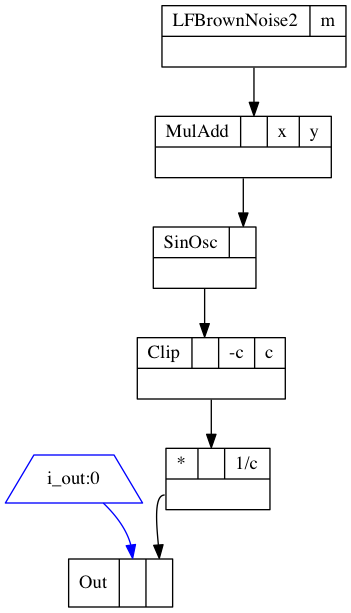 LFBrownNoise2 m
MulAdd x y
SinOsc
Clip -c c
* 1/c
i_out:0
Out